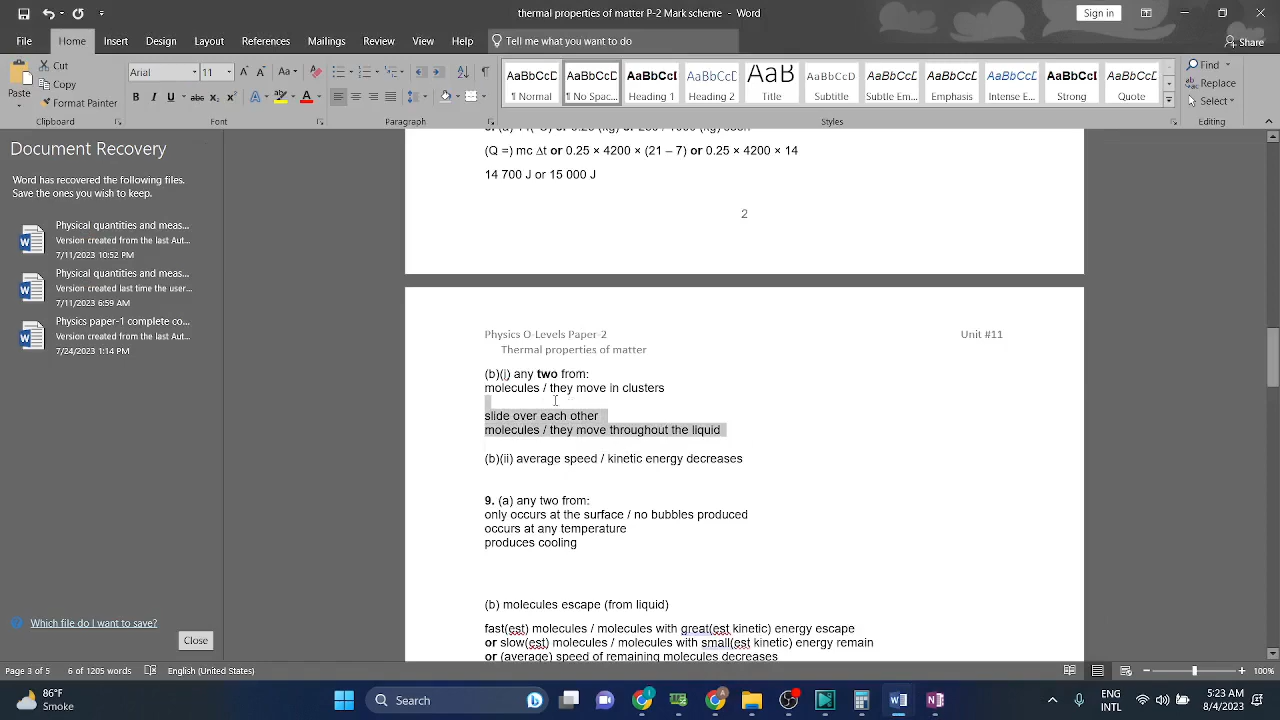 thermal properties of matter P-2 Mark scheme - Word
Sign in
File Home Insert Design Layout References Mailings Review View Help Tell me what you want to do
Share
Paste
Cut
Copy
Format Painter
Clipboard
Arial 11
Aa
B I U abc X₂ X² A A
Font
Paragraph
AaBbCcD AaBbCcD AaBbCcD AaBbCcD AaB AaBbCcD AaBbCcD AaBbCcD AaBbCcD AaBbCcD AaBbCcD
¶ Normal ¶ No Spac... Heading 1 Heading 2 Title Subtitle Subtle Em... Emphasis Intense E... Strong Quote
Styles
Find
Replace
Select
Editing
Document Recovery
Word has recovered the following files.
Save the ones you wish to keep.
Physical quantities and meas...
Version created from the last Aut...
7/11/2023 10:52 PM
Physical quantities and meas...
Version created last time the user...
7/11/2023 6:59 AM
Physics paper-1 complete co...
Version created from the last Aut...
7/24/2023 1:14 PM
Which file do I want to save?
Close
(Q =) mc Δt or 0.25 × 4200 × (21 – 7) or 0.25 × 4200 × 14
14 700 J or 15 000 J
2
Physics O-Levels Paper-2 Unit #11
Thermal properties of matter
(b)(i) any two from:
molecules / they move in clusters
slide over each other
molecules / they move throughout the liquid
(b)(ii) average speed / kinetic energy decreases
9. (a) any two from:
only occurs at the surface / no bubbles produced
occurs at any temperature
produces cooling
(b) molecules escape (from liquid)
fast(est) molecules / molecules with great(est kinetic) energy escape
or slow(est) molecules / molecules with small(est kinetic) energy remain
or (average) speed of remaining molecules decreases
Page 3 of 5 6 of 1205 words English (United States) 100%
86°F
Smoke
Search
ENG
INTL
5:23 AM
8/4/2023